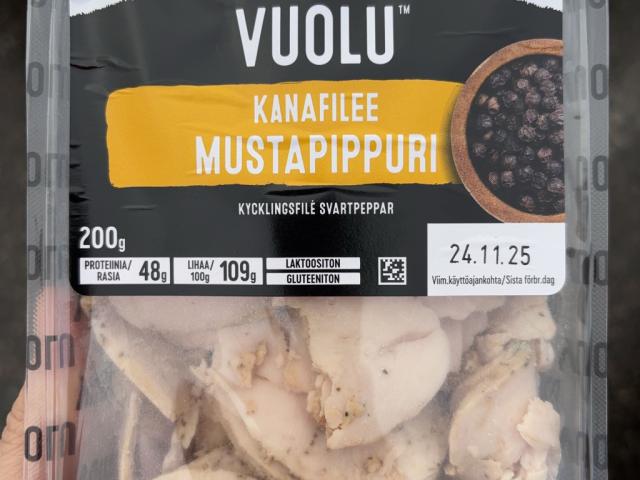 VUOLU™
KANAFILEE
MUSTAPIPPURI
KYCKLINGSFILÉ SVARTPEPPAR
200g
PROTEIINIA/
RASIA 48g
LIHAA/
100g 109g
LAKTOOSITON
GLUTEENITON
24.11.25
Viim.käyttöajankohta/Sista förbr.dag